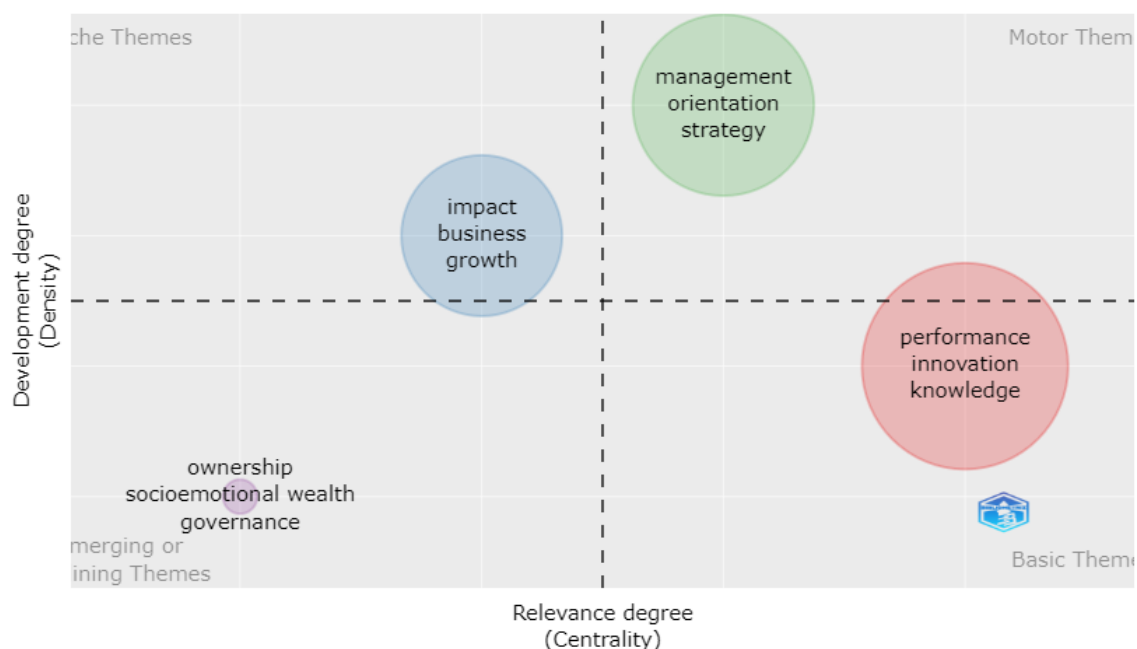 che Themes
Motor Them
management
orientation
strategy
impact
business
growth
performance
innovation
knowledge
ownership
socioemotional wealth
governance
merging or
ining Themes
Basic Theme
Development degree
(Density)
Relevance degree
(Centrality)